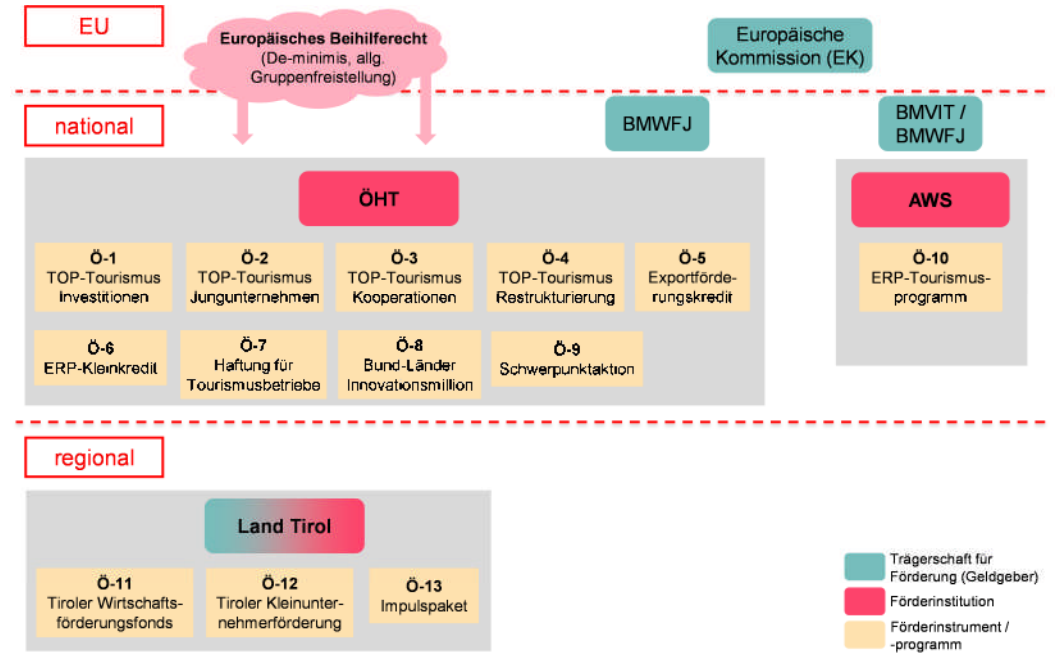 EU
Europäisches Beihilferecht
(De-minimis, allg.
Gruppenfreistellung)
Europäische
Kommission (EK)
national
BMWFJ
BMVIT /
BMWFJ
ÖHT
AWS
Ö-1
TOP-Tourismus
Investitionen
Ö-2
TOP-Tourismus
Jungunternehmen
Ö-3
TOP-Tourismus
Kooperationen
Ö-4
TOP-Tourismus
Restrukturierung
Ö-5
Exportförde-
rungskredit
Ö-10
ERP-Tourismus-
programm
Ö-6
ERP-Kleinkredit
Ö-7
Haftung für
Tourismusbetriebe
Ö-8
Bund-Länder
Innovationsmillion
Ö-9
Schwerpunktaktion
regional
Land Tirol
Ö-11
Tiroler Wirtschafts-
förderungsfonds
Ö-12
Tiroler Kleinunter-
nehmerförderung
Ö-13
Impulspaket
Trägerschaft für
Förderung (Geldgeber)
Förderinstitution
Förderinstrument /
-programm